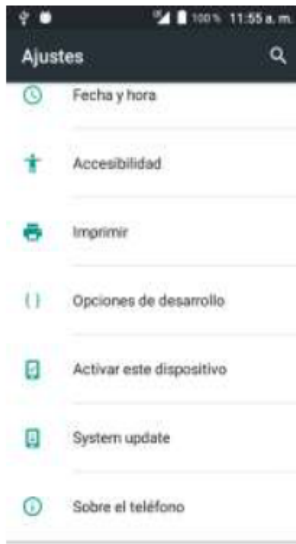 100% 11:55 a. m.
Ajustes
Fecha y hora
Accesibilidad
Imprimir
Opciones de desarrollo
Activar este dispositivo
System update
Sobre el teléfono